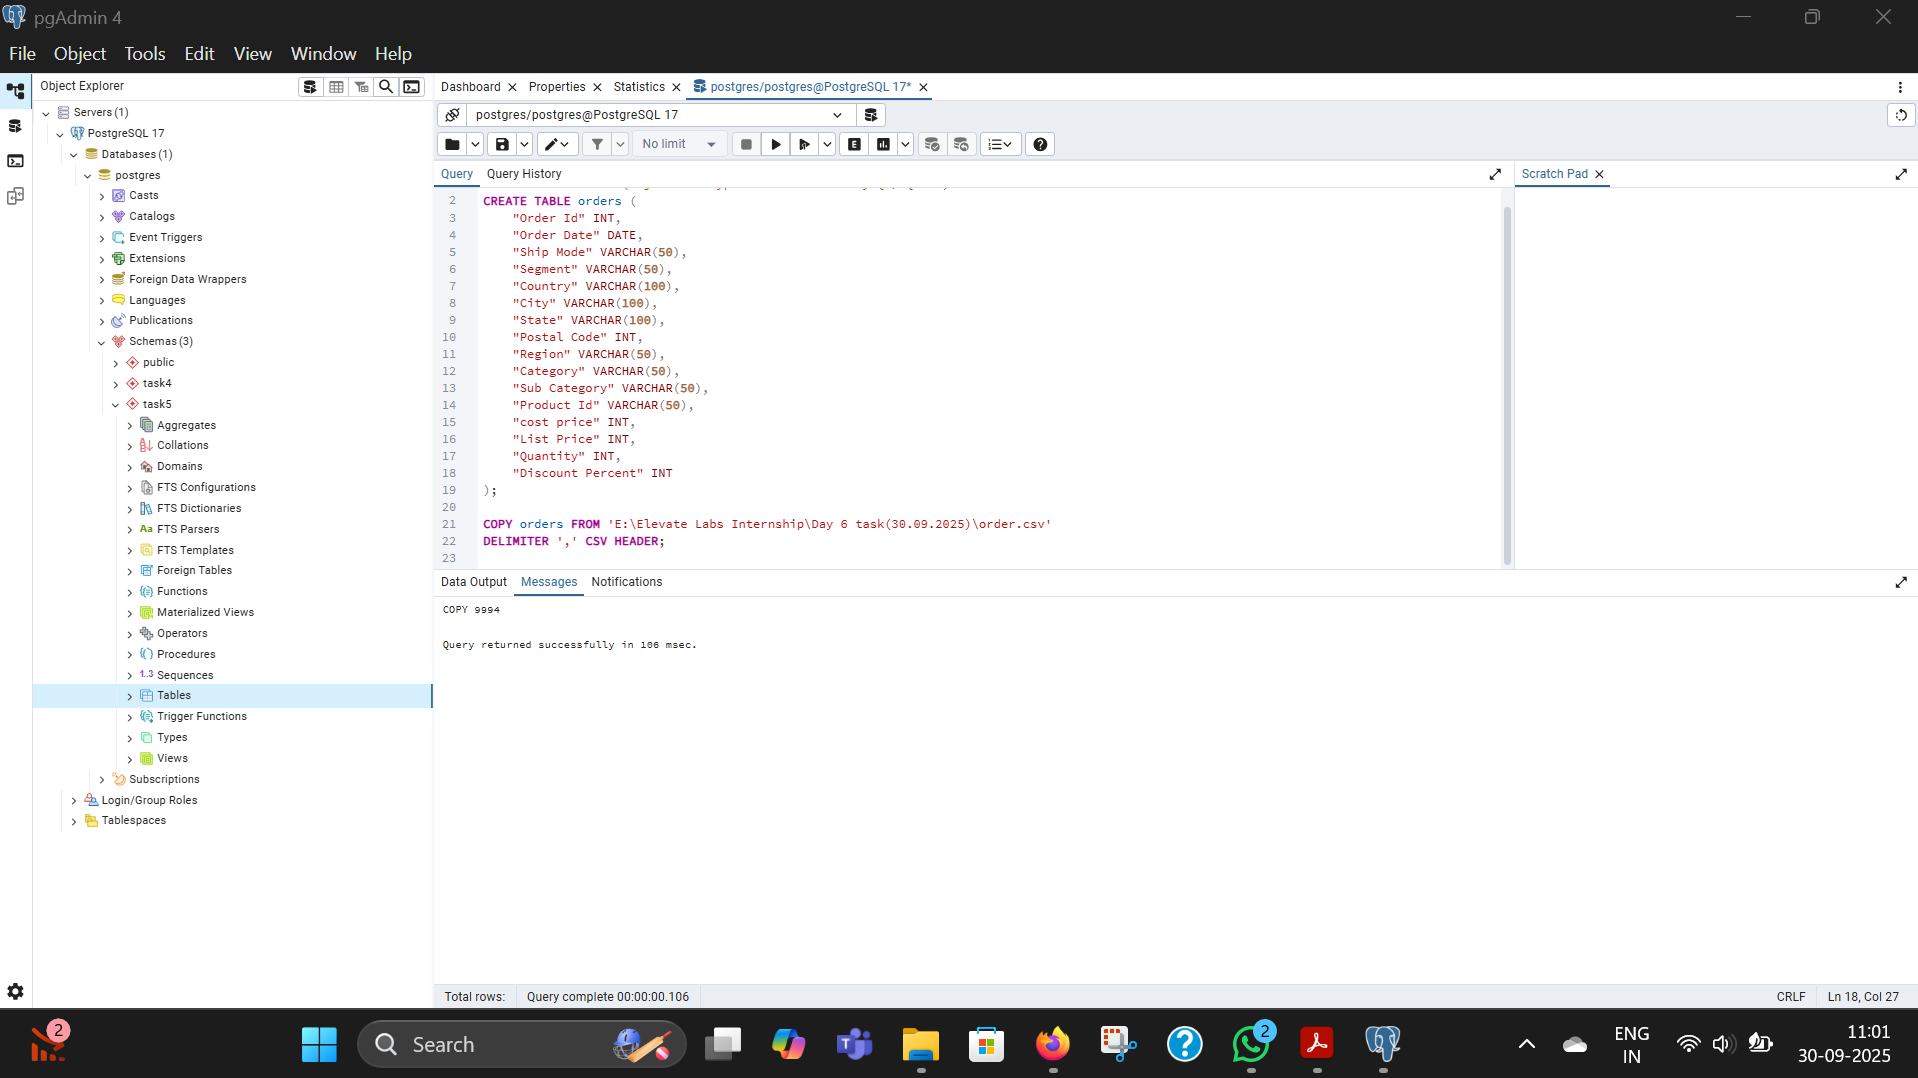 pgAdmin 4
File Object Tools Edit View Window Help
Object Explorer
Servers (1)
PostgreSQL 17
Databases (1)
postgres
Casts
Catalogs
Event Triggers
Extensions
Foreign Data Wrappers
Languages
Publications
Schemas (3)
public
task4
task5
Aggregates
Collations
Domains
FTS Configurations
FTS Dictionaries
FTS Parsers
FTS Templates
Foreign Tables
Functions
Materialized Views
Operators
Procedures
1..3 Sequences
Tables
Trigger Functions
Types
Views
Subscriptions
Login/Group Roles
Tablespaces
Dashboard Properties Statistics postgres/postgres@PostgreSQL 17*
postgres/postgres@PostgreSQL 17
No limit
Query Query History
Scratch Pad
2 CREATE TABLE orders (
3 "Order Id" INT,
4 "Order Date" DATE,
5 "Ship Mode" VARCHAR(50),
6 "Segment" VARCHAR(50),
7 "Country" VARCHAR(100),
8 "City" VARCHAR(100),
9 "State" VARCHAR(100),
10 "Postal Code" INT,
11 "Region" VARCHAR(50),
12 "Category" VARCHAR(50),
13 "Sub Category" VARCHAR(50),
14 "Product Id" VARCHAR(50),
15 "cost price" INT,
16 "List Price" INT,
17 "Quantity" INT,
18 "Discount Percent" INT
19 );
20
21 COPY orders FROM 'E:\Elevate Labs Internship\Day 6 task(30.09.2025)\order.csv'
22 DELIMITER ',' CSV HEADER;
23
Data Output Messages Notifications
COPY 9994
Query returned successfully in 106 msec.
Total rows: Query complete 00:00:00.106
CRLF Ln 18, Col 27
2
Search
2
ENG
IN
11:01
30-09-2025